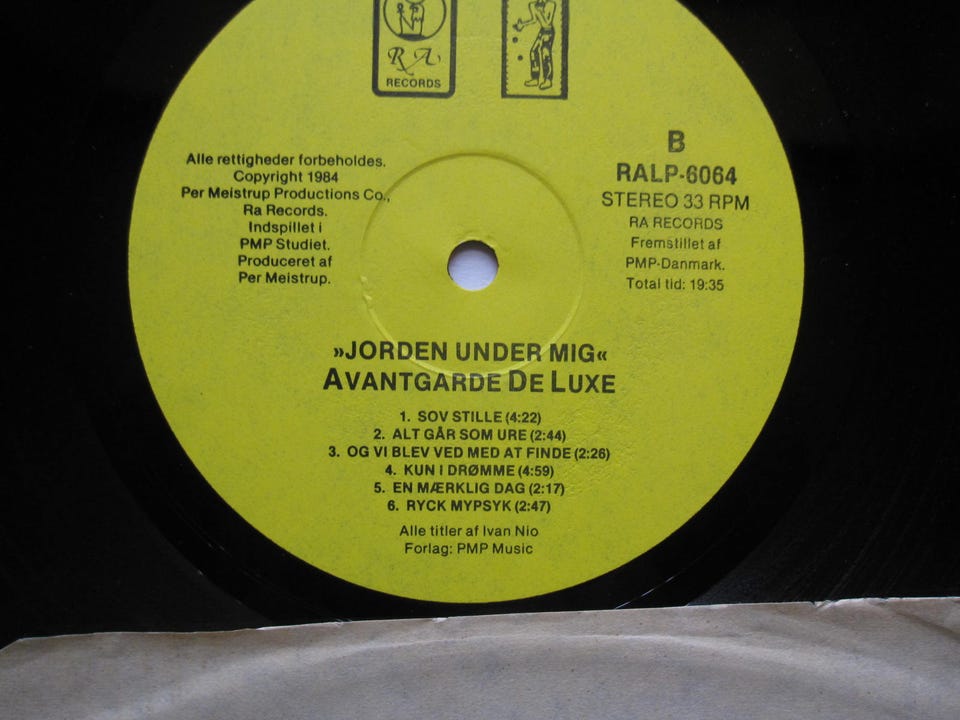 RA
RECORDS
Alle rettigheder forbeholdes.
Copyright 1984
Per Meistrup Productions Co.,
Ra Records.
Indspillet i
PMP Studiet.
Produceret af
Per Meistrup.
B
RALP-6064
STEREO 33 RPM
RA RECORDS
Fremstillet af
PMP-Danmark.
Total tid: 19:35
»JORDEN UNDER MIG«
AVANTGARDE DE LUXE
1. SOV STILLE (4:22)
2. ALT GÅR SOM URE (2:44)
3. OG VI BLEV VED MED AT FINDE (2:26)
4. KUN I DRØMME (4:59)
5. EN MÆRKLIG DAG (2:17)
6. RYCK MYPSYK (2:47)
Alle titler af Ivan Nio
Forlag: PMP Music